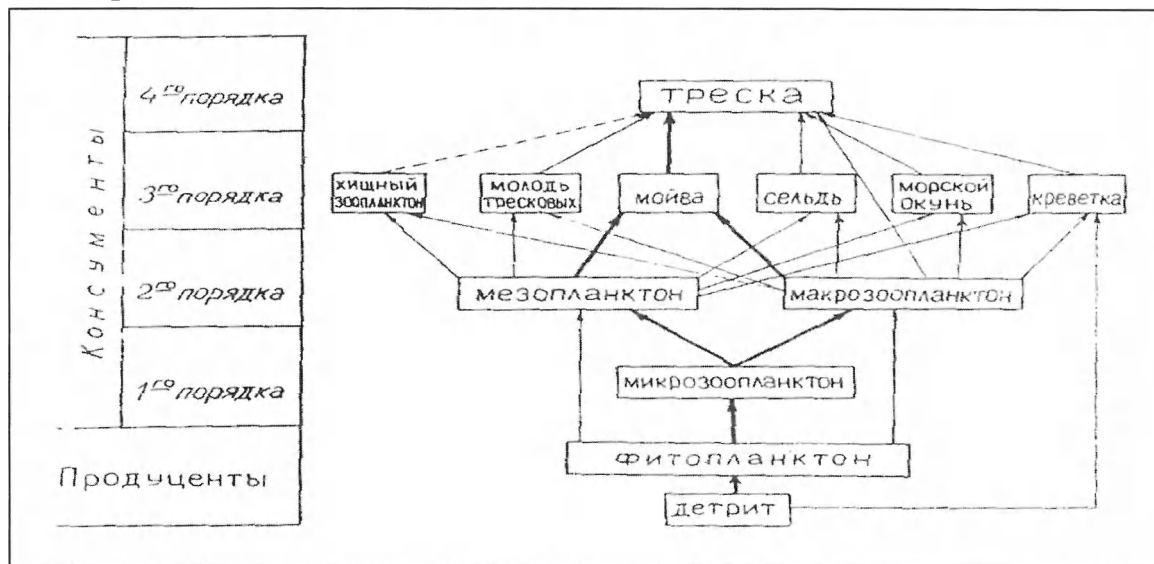 Консументы
4го порядка
3го порядка
2го порядка
1го порядка
Продуценты
треска
хищный
зоопланктон
молодь
тресковых
мойва
сельдь
морской
окунь
креветка
мезопланктон
макрозоопланктон
микрозоопланктон
фитопланктон
детрит